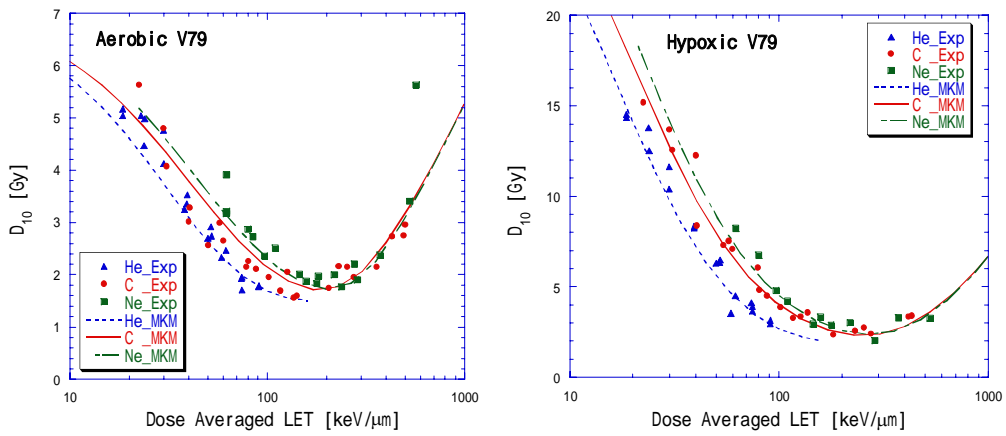 Aerobic V79
7
6
5
4
3
2
1
0
D10 [Gy]
10
100
1000
Dose Averaged LET [keV/μm]
He_Exp
C _Exp
Ne_Exp
He_MKM
C _MKM
Ne_MKM
Hypoxic V79
20
15
10
5
0
D10 [Gy]
10
100
1000
Dose Averaged LET [keV/μm]
He_Exp
C _Exp
Ne_Exp
He_MKM
C _MKM
Ne_MKM